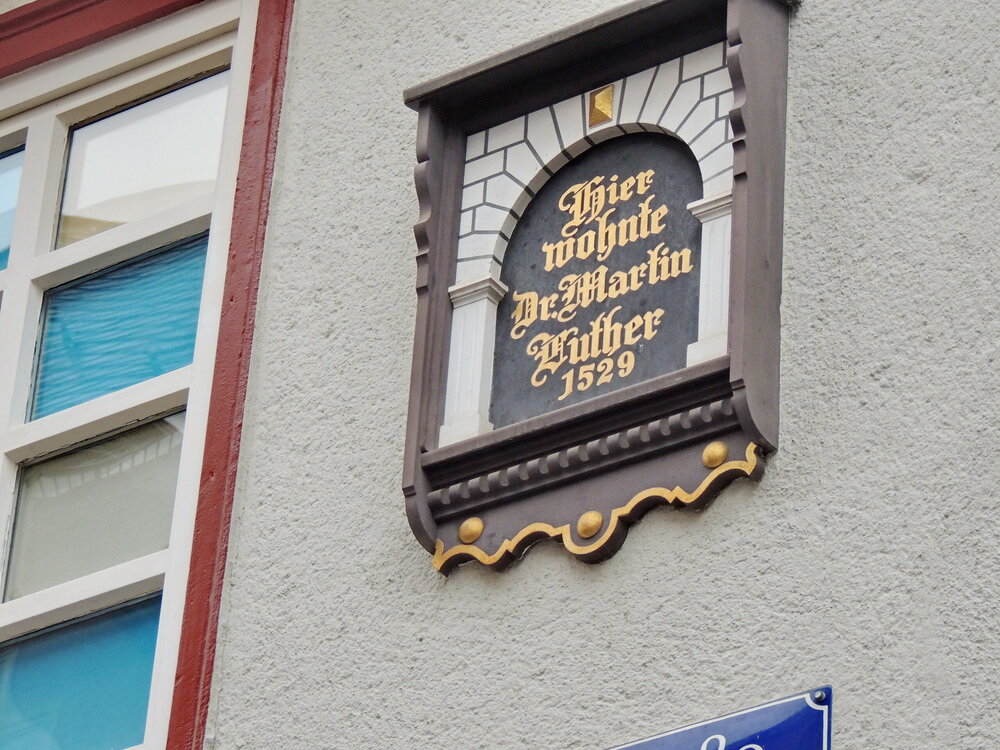 Hier
wohnte
Dr. Martin
Luther
1529